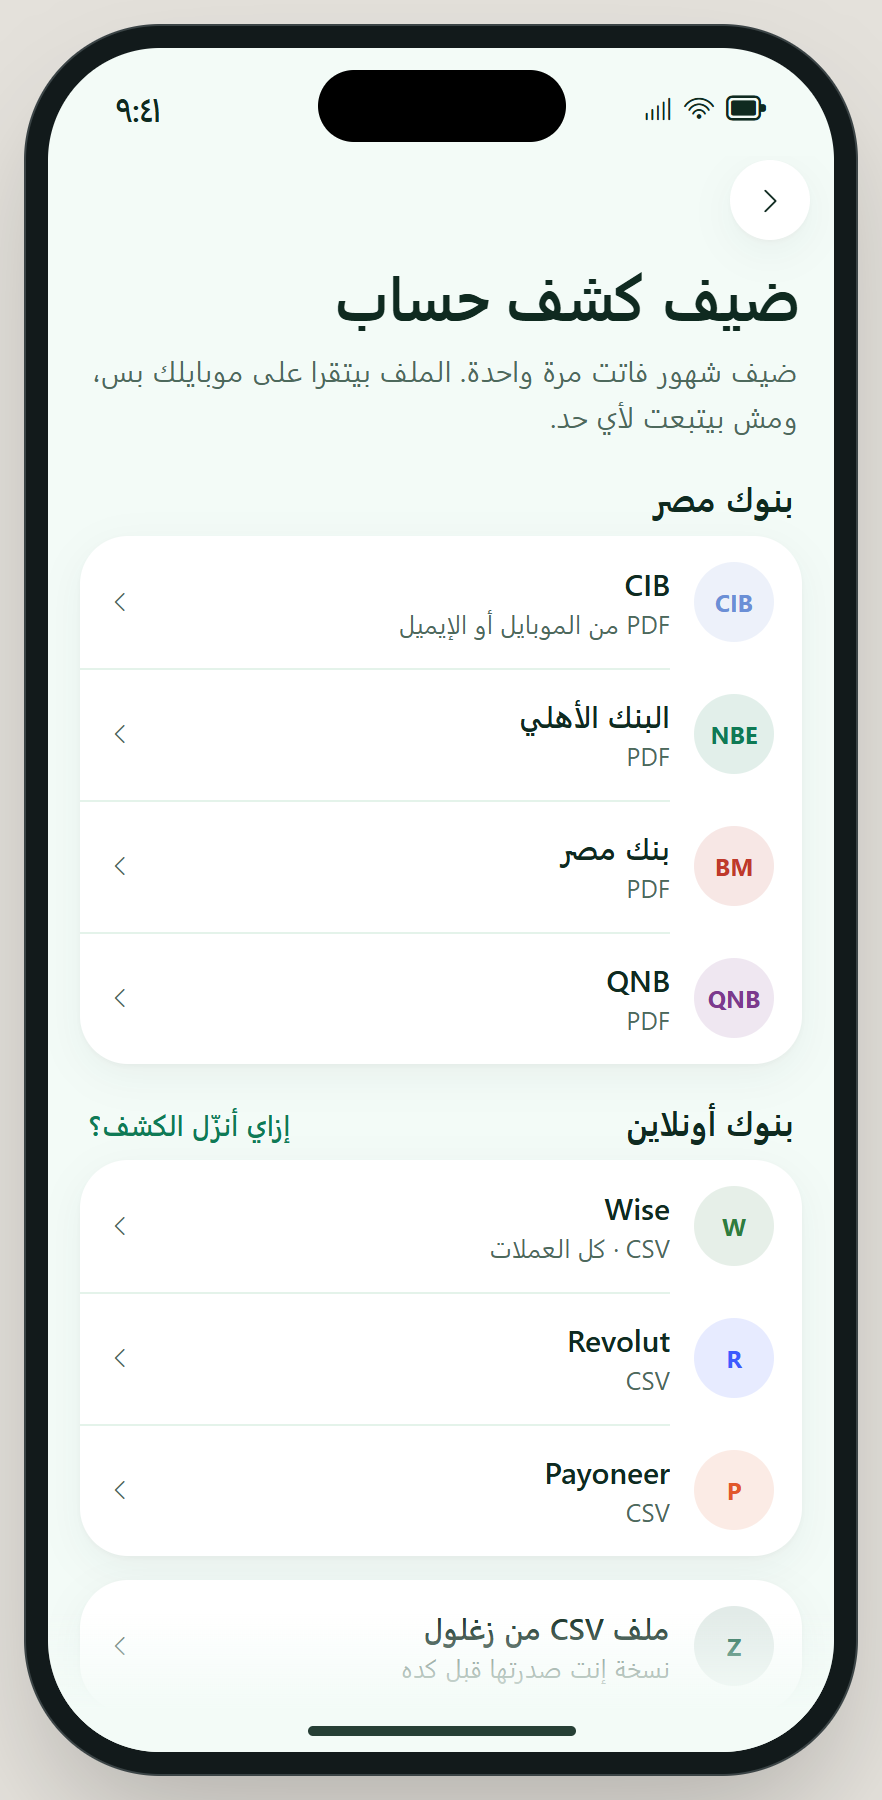 ٩:٤١
ضيف كشف حساب
ضيف شهور فاتت مرة واحدة. الملف بيتقرا على موبايلك بس،
ومش بيتبعت لأي حد.
بنوك مصر
CIB
CIB
PDF من الموبايل أو الإيميل
NBE
البنك الأهلي
PDF
BM
بنك مصر
PDF
QNB
QNB
PDF
بنوك أونلاين
إزاي أنزّل الكشف؟
W
Wise
CSV · كل العملات
R
Revolut
CSV
P
Payoneer
CSV
Z
ملف CSV من زغلول
نسخة إنت صدرتها قبل كده